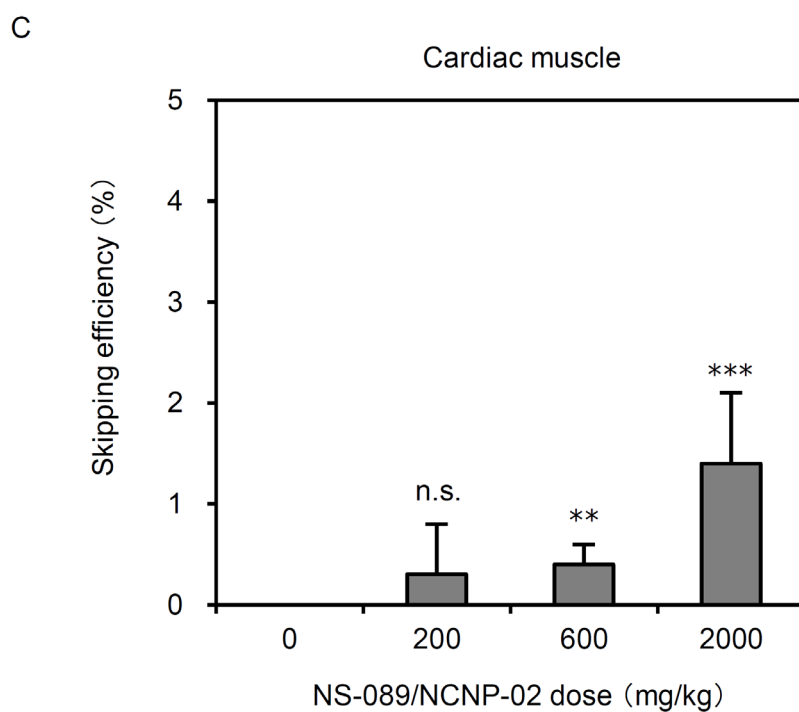 C
Cardiac muscle
Skipping efficiency (%)
5
4
3
2
1
0
n.s.
**
***
0 200 600 2000
NS-089/NCNP-02 dose (mg/kg)